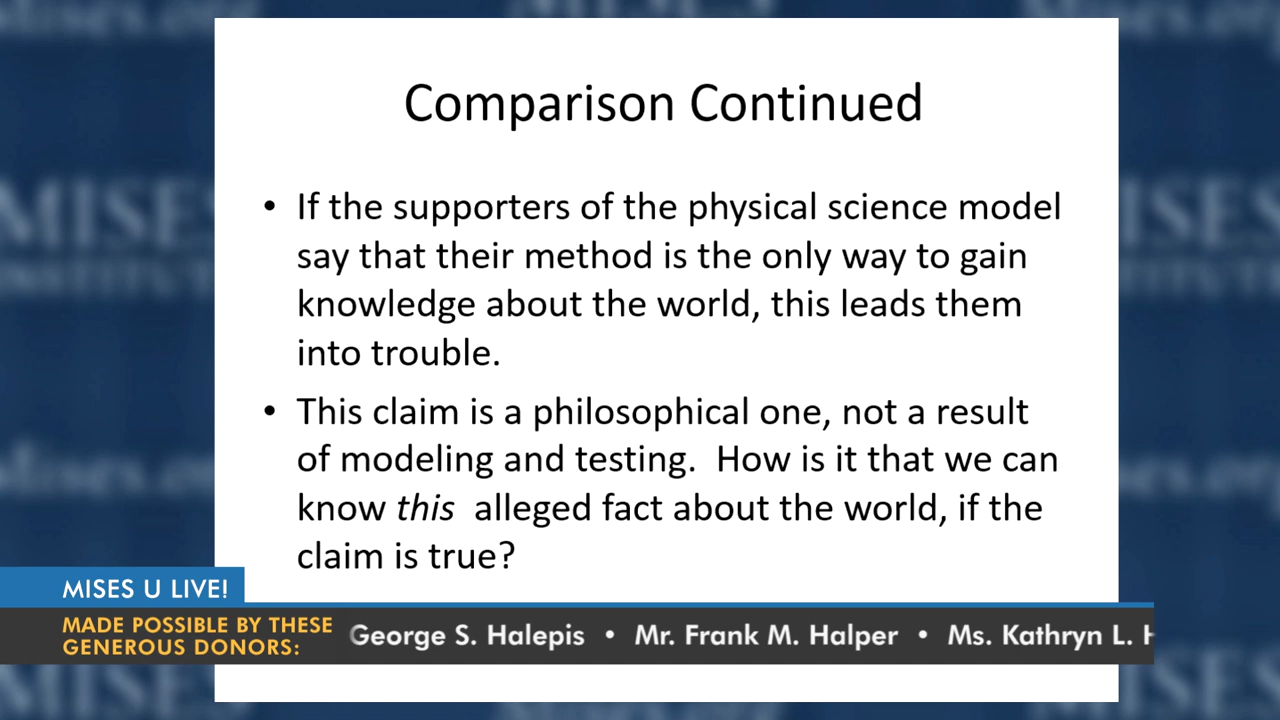 Comparison Continued
• If the supporters of the physical science model
say that their method is the only way to gain
knowledge about the world, this leads them
into trouble.
• This claim is a philosophical one, not a result
of modeling and testing.  How is it that we can
know this  alleged fact about the world, if the
claim is true?
MISES U LIVE!
MADE POSSIBLE BY THESE
GENEROUS DONORS:
George S. Halepis • Mr. Frank M. Halper • Ms. Kathryn L.